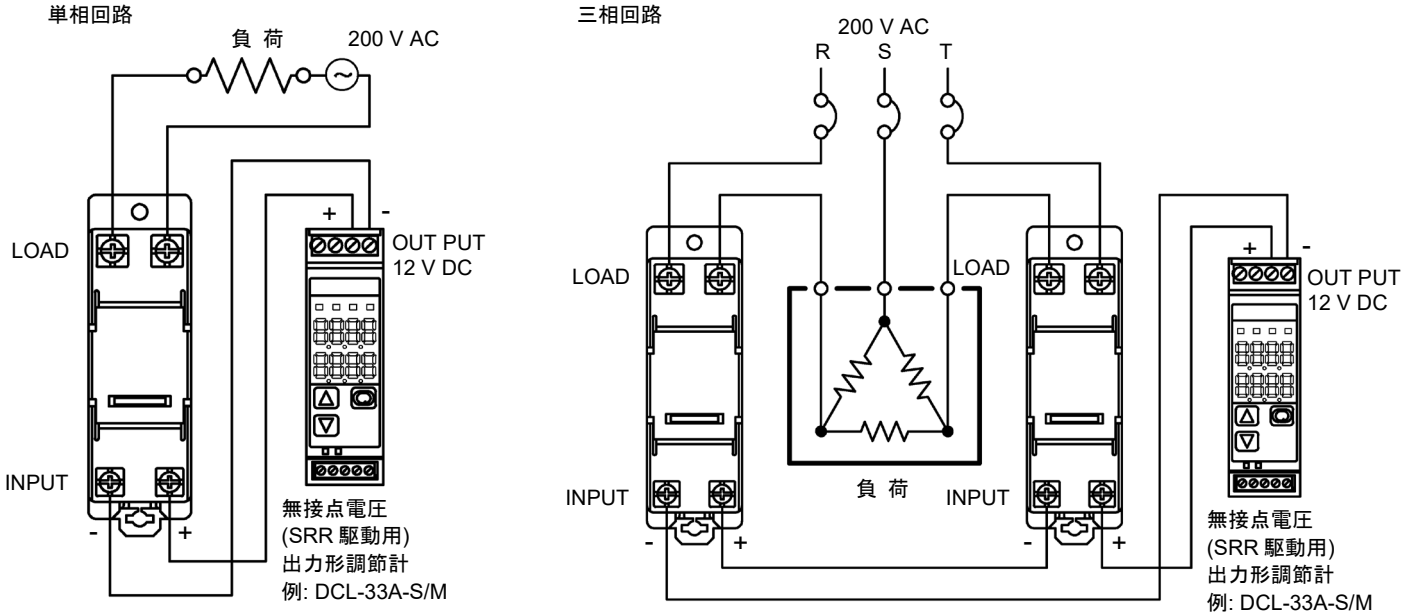 単相回路
負 荷
200 V AC
LOAD
+
-
OUT PUT
12 V DC
INPUT
-
+
無接点電圧
(SRR 駆動用)
出力形調節計
例: DCL-33A-S/M
三相回路
200 V AC
R S T
LOAD
LOAD
+
-
OUT PUT
12 V DC
負 荷
INPUT
INPUT
-
+
-
+
無接点電圧
(SRR 駆動用)
出力形調節計
例: DCL-33A-S/M